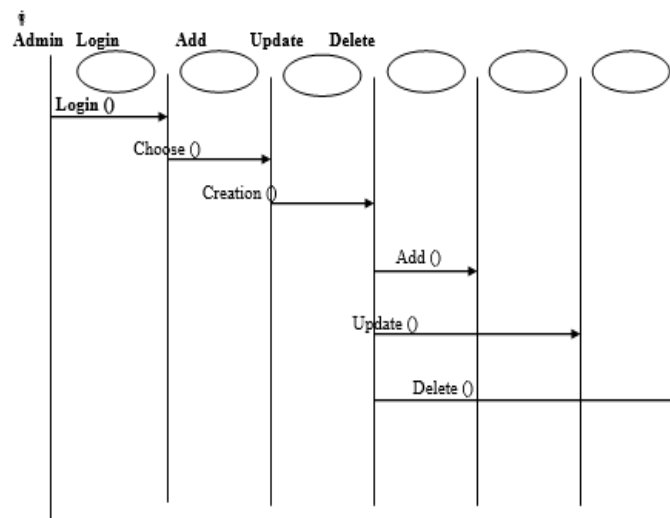 Admin Login Add Update Delete
Login ()
Choose ()
Creation ()
Add ()
Update ()
Delete ()